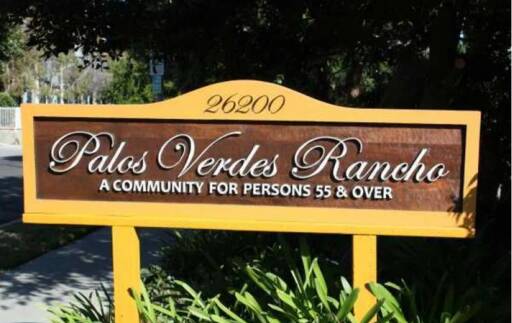 26200
Palos Verdes Rancho
A COMMUNITY FOR PERSONS 55 & OVER